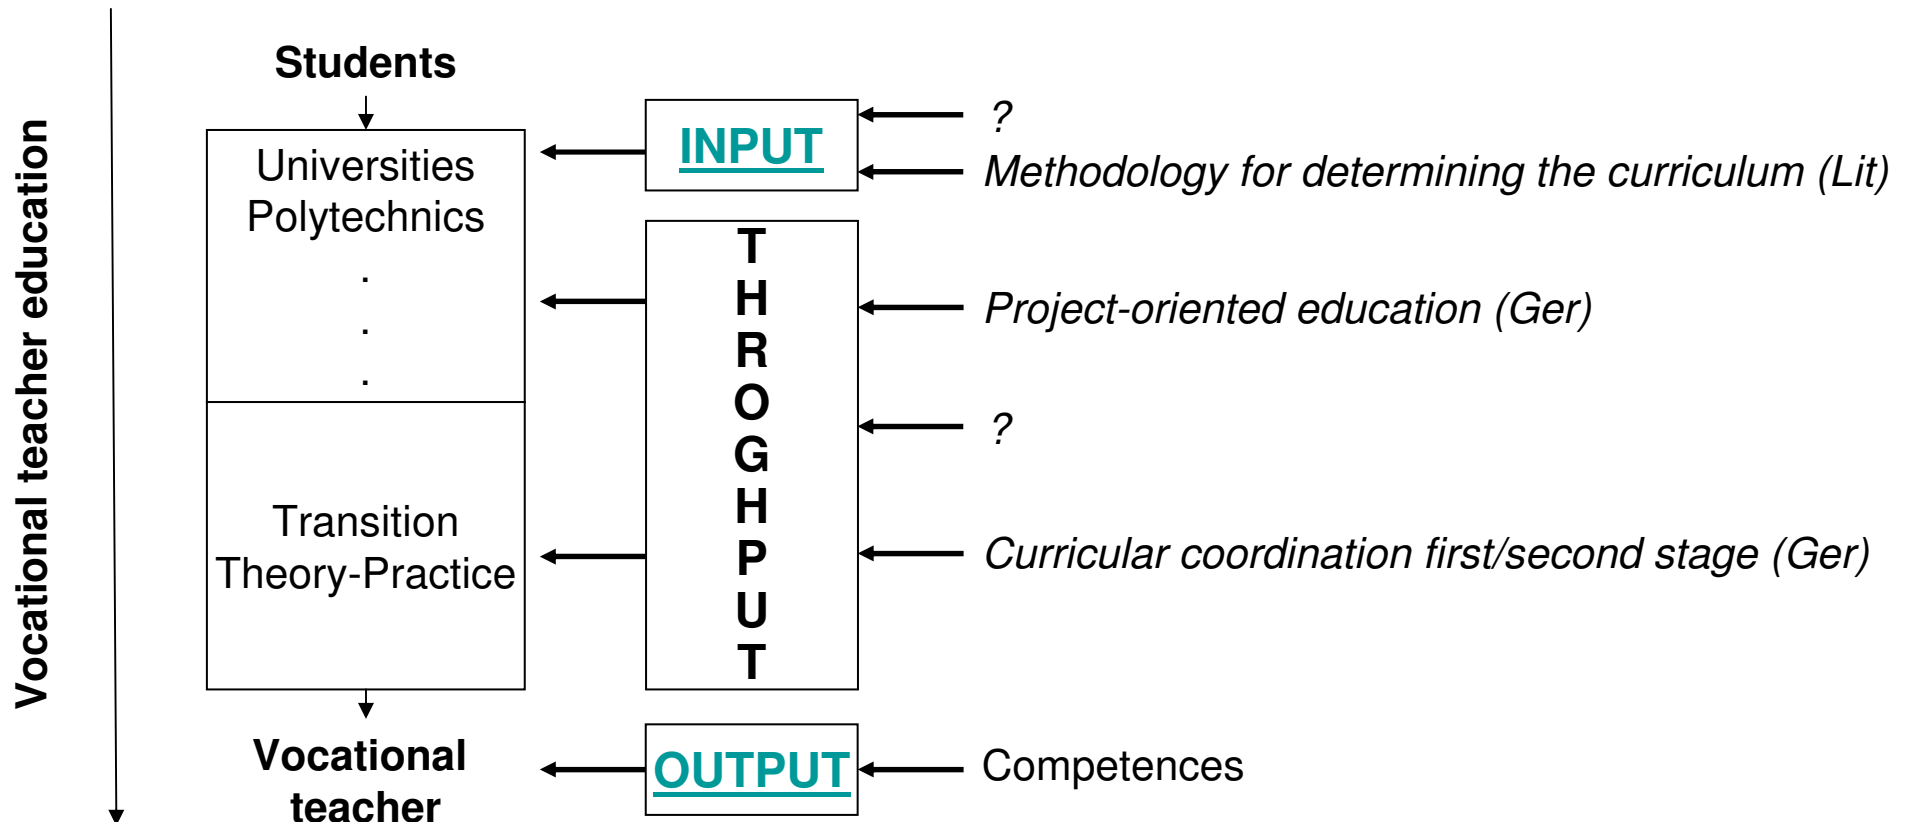 Vocational teacher education
Students
Universities
Polytechnics
.
.
.
Transition
Theory-Practice
Vocational
teacher
INPUT
T
H
R
O
G
H
P
U
T
OUTPUT
?
Methodology for determining the curriculum (Lit)
Project-oriented education (Ger)
?
Curricular coordination first/second stage (Ger)
Competences